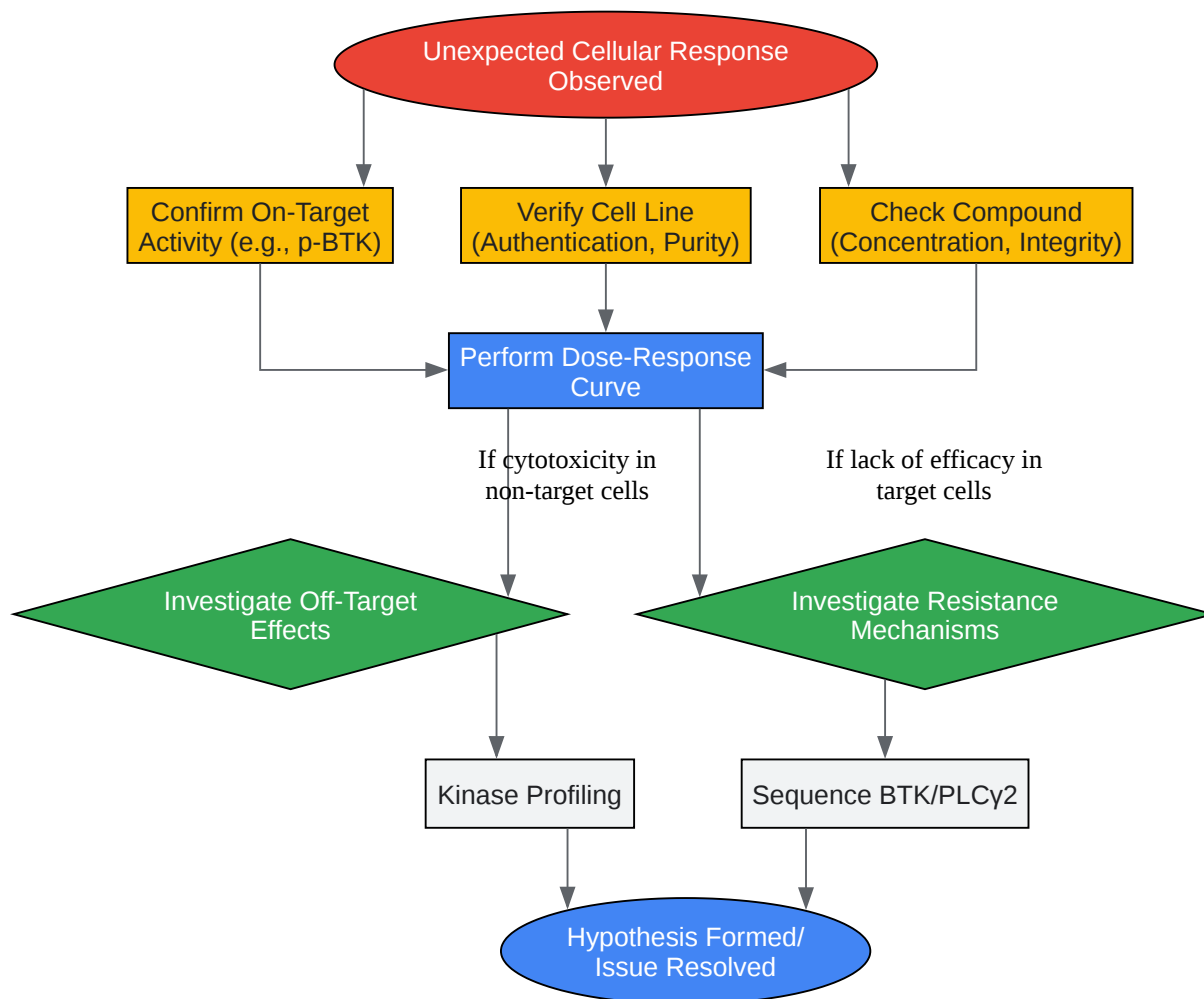 Unexpected Cellular Response
Observed
Confirm On-Target
Activity (e.g., p-BTK)
Verify Cell Line
(Authentication, Purity)
Check Compound
(Concentration, Integrity)
Perform Dose-Response
Curve
If cytotoxicity in
non-target cells
If lack of efficacy in
target cells
Investigate Off-Target
Effects
Investigate Resistance
Mechanisms
Kinase Profiling
Sequence BTK/PLCγ2
Hypothesis Formed/
Issue Resolved